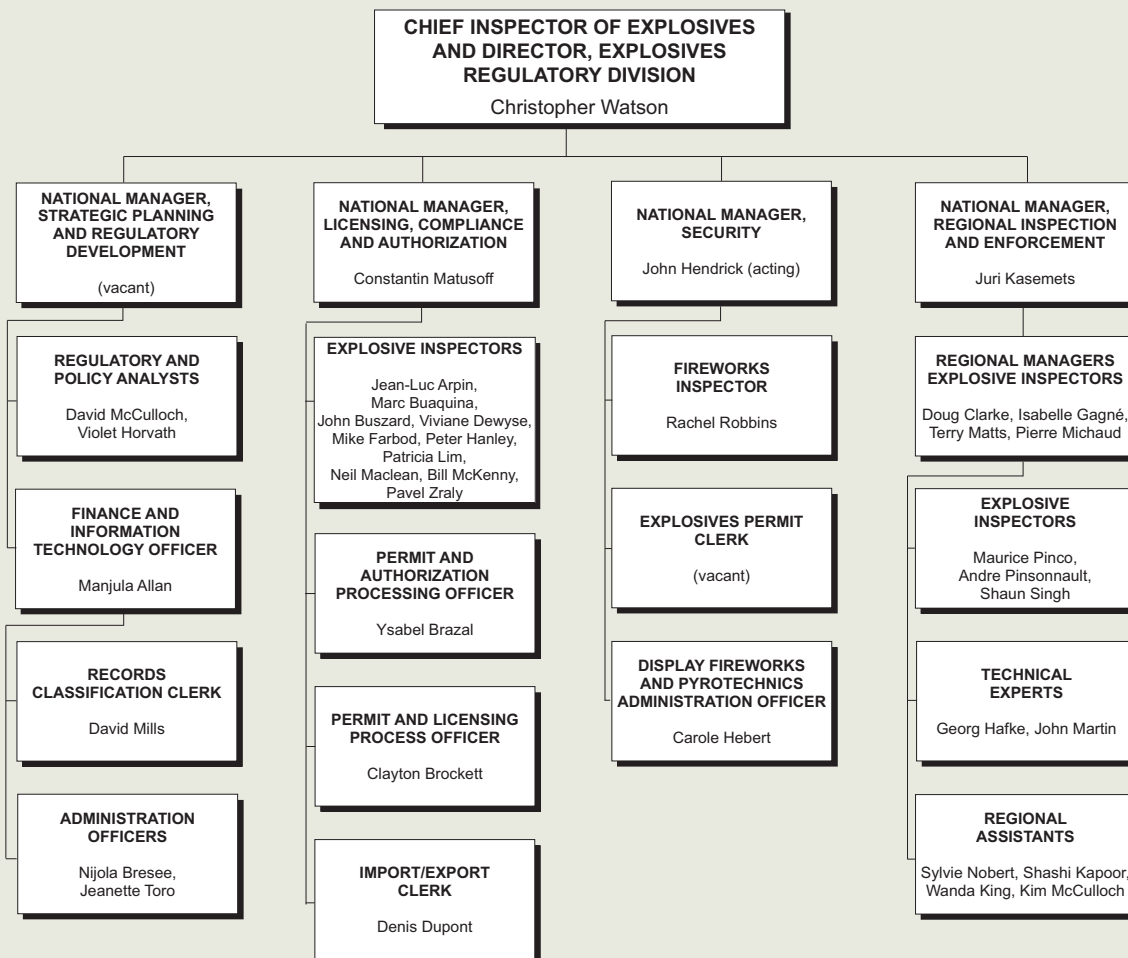 CHIEF INSPECTOR OF EXPLOSIVES
AND DIRECTOR, EXPLOSIVES
REGULATORY DIVISION
Christopher Watson
NATIONAL MANAGER,
STRATEGIC PLANNING
AND REGULATORY
DEVELOPMENT
(vacant)
REGULATORY AND
POLICY ANALYSTS
David McCulloch,
Violet Horvath
FINANCE AND
INFORMATION
TECHNOLOGY OFFICER
Manjula Allan
RECORDS
CLASSIFICATION CLERK
David Mills
ADMINISTRATION
OFFICERS
Nijola Bresee,
Jeanette Toro
NATIONAL MANAGER,
LICENSING, COMPLIANCE
AND AUTHORIZATION
Constantin Matusoff
EXPLOSIVE INSPECTORS
Jean-Luc Arpin,
Marc Buaquina,
John Buszard, Viviane Dewyse,
Mike Farbod, Peter Hanley,
Patricia Lim,
Neil Maclean, Bill McKenny,
Pavel Zraly
PERMIT AND
AUTHORIZATION
PROCESSING OFFICER
Ysabel Brazal
PERMIT AND LICENSING
PROCESS OFFICER
Clayton Brockett
IMPORT/EXPORT
CLERK
Denis Dupont
NATIONAL MANAGER,
SECURITY
John Hendrick (acting)
FIREWORKS
INSPECTOR
Rachel Robbins
EXPLOSIVES PERMIT
CLERK
(vacant)
DISPLAY FIREWORKS
AND PYROTECHNICS
ADMINISTRATION OFFICER
Carole Hebert
NATIONAL MANAGER,
REGIONAL INSPECTION
AND ENFORCEMENT
Juri Kasemets
REGIONAL MANAGERS
EXPLOSIVE INSPECTORS
Doug Clarke, Isabelle Gagné,
Terry Matts, Pierre Michaud
EXPLOSIVE
INSPECTORS
Maurice Pinco,
Andre Pinsonnault,
Shaun Singh
TECHNICAL
EXPERTS
Georg Hafke, John Martin
REGIONAL
ASSISTANTS
Sylvie Nobert, Shashi Kapoor,
Wanda King, Kim McCulloch